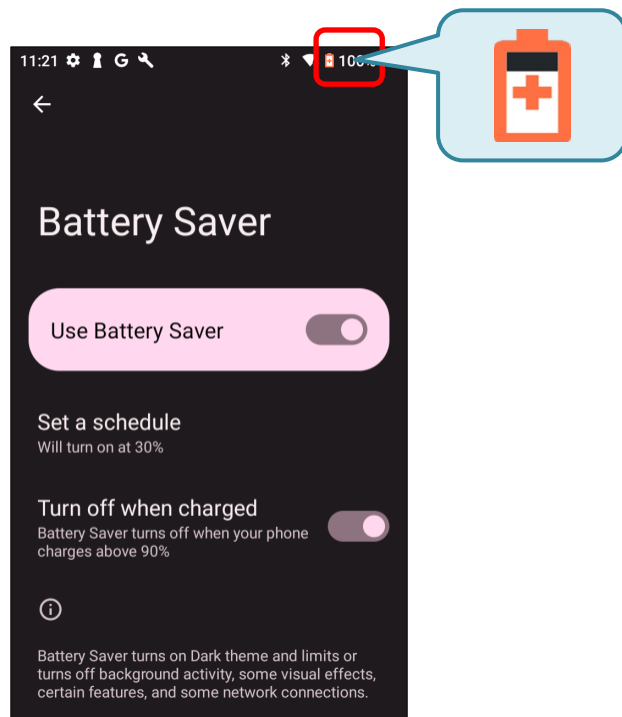 11:21 G 100%
Battery Saver
Use Battery Saver
Set a schedule
Will turn on at 30%
Turn off when charged
Battery Saver turns off when your phone
charges above 90%
Battery Saver turns on Dark theme and limits or
turns off background activity, some visual effects,
certain features, and some network connections.